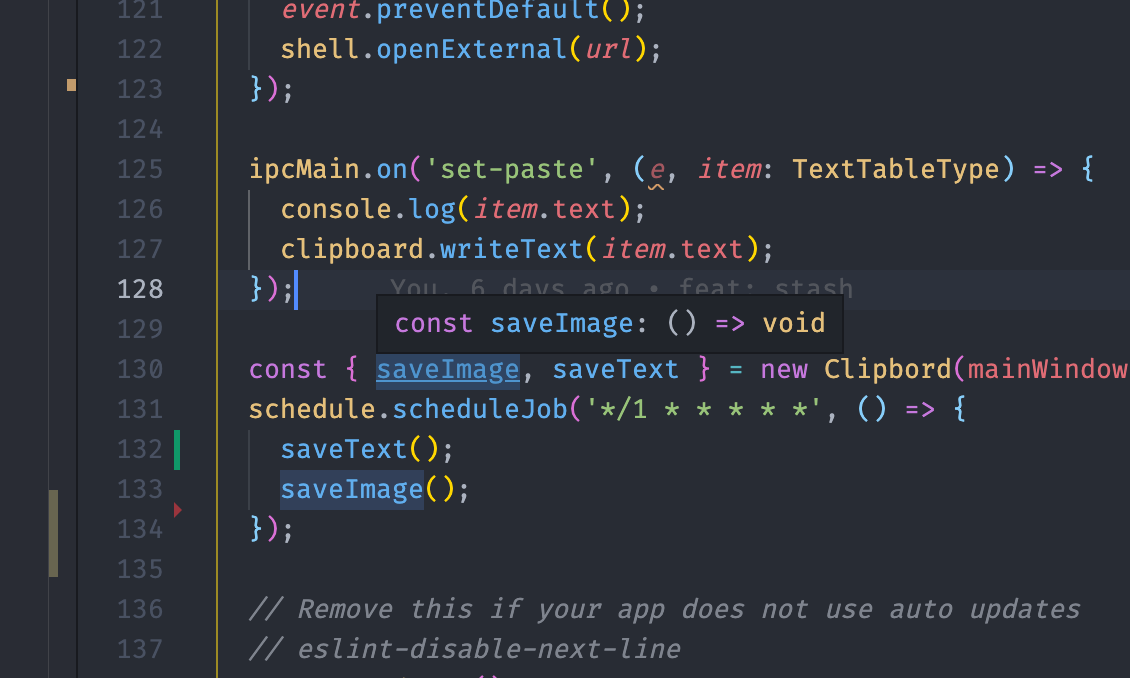 121 event.preventDefault();
122 shell.openExternal(url);
123 });
124
125 ipcMain.on('set-paste', (e, item: TextTableType) => {
126 console.log(item.text);
127 clipboard.writeText(item.text);
128 }); You, 6 days ago • feat: stash
const saveImage: () => void
129
130 const { saveImage, saveText } = new Clipbord(mainWindow
131 schedule.scheduleJob('*/1 * * * * *', () => {
132 saveText();
133 saveImage();
134 });
135
136 // Remove this if your app does not use auto updates
137 // eslint-disable-next-line